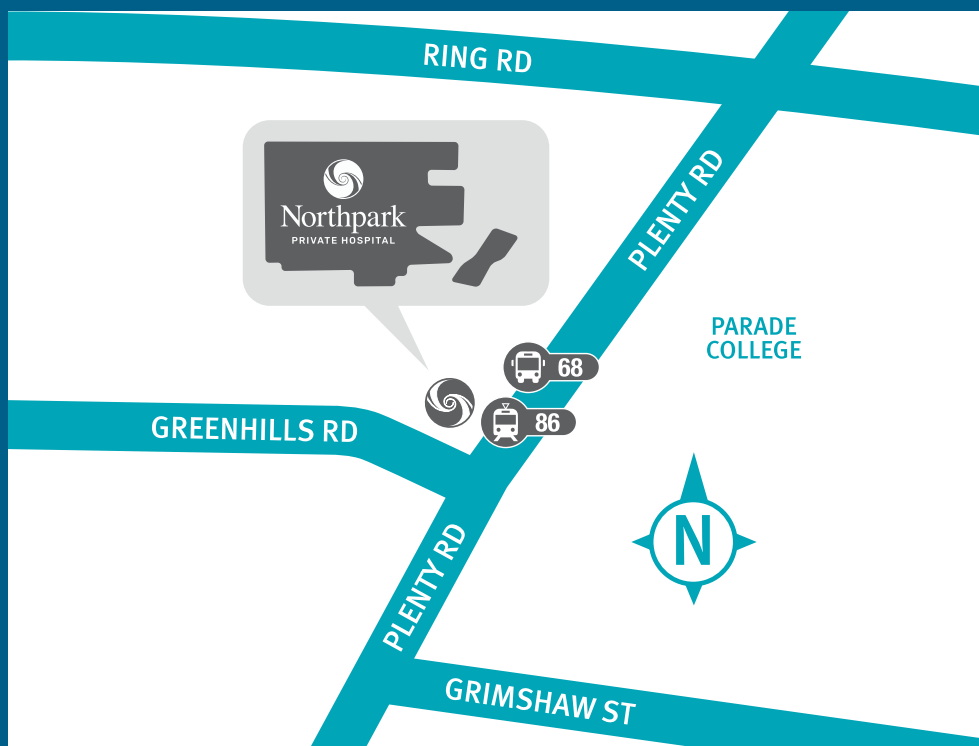 RING RD
Northpark
PRIVATE HOSPITAL
PLENTY RD
PARADE
COLLEGE
68
86
GREENHILLS RD
N
PLENTY RD
GRIMSHAW ST